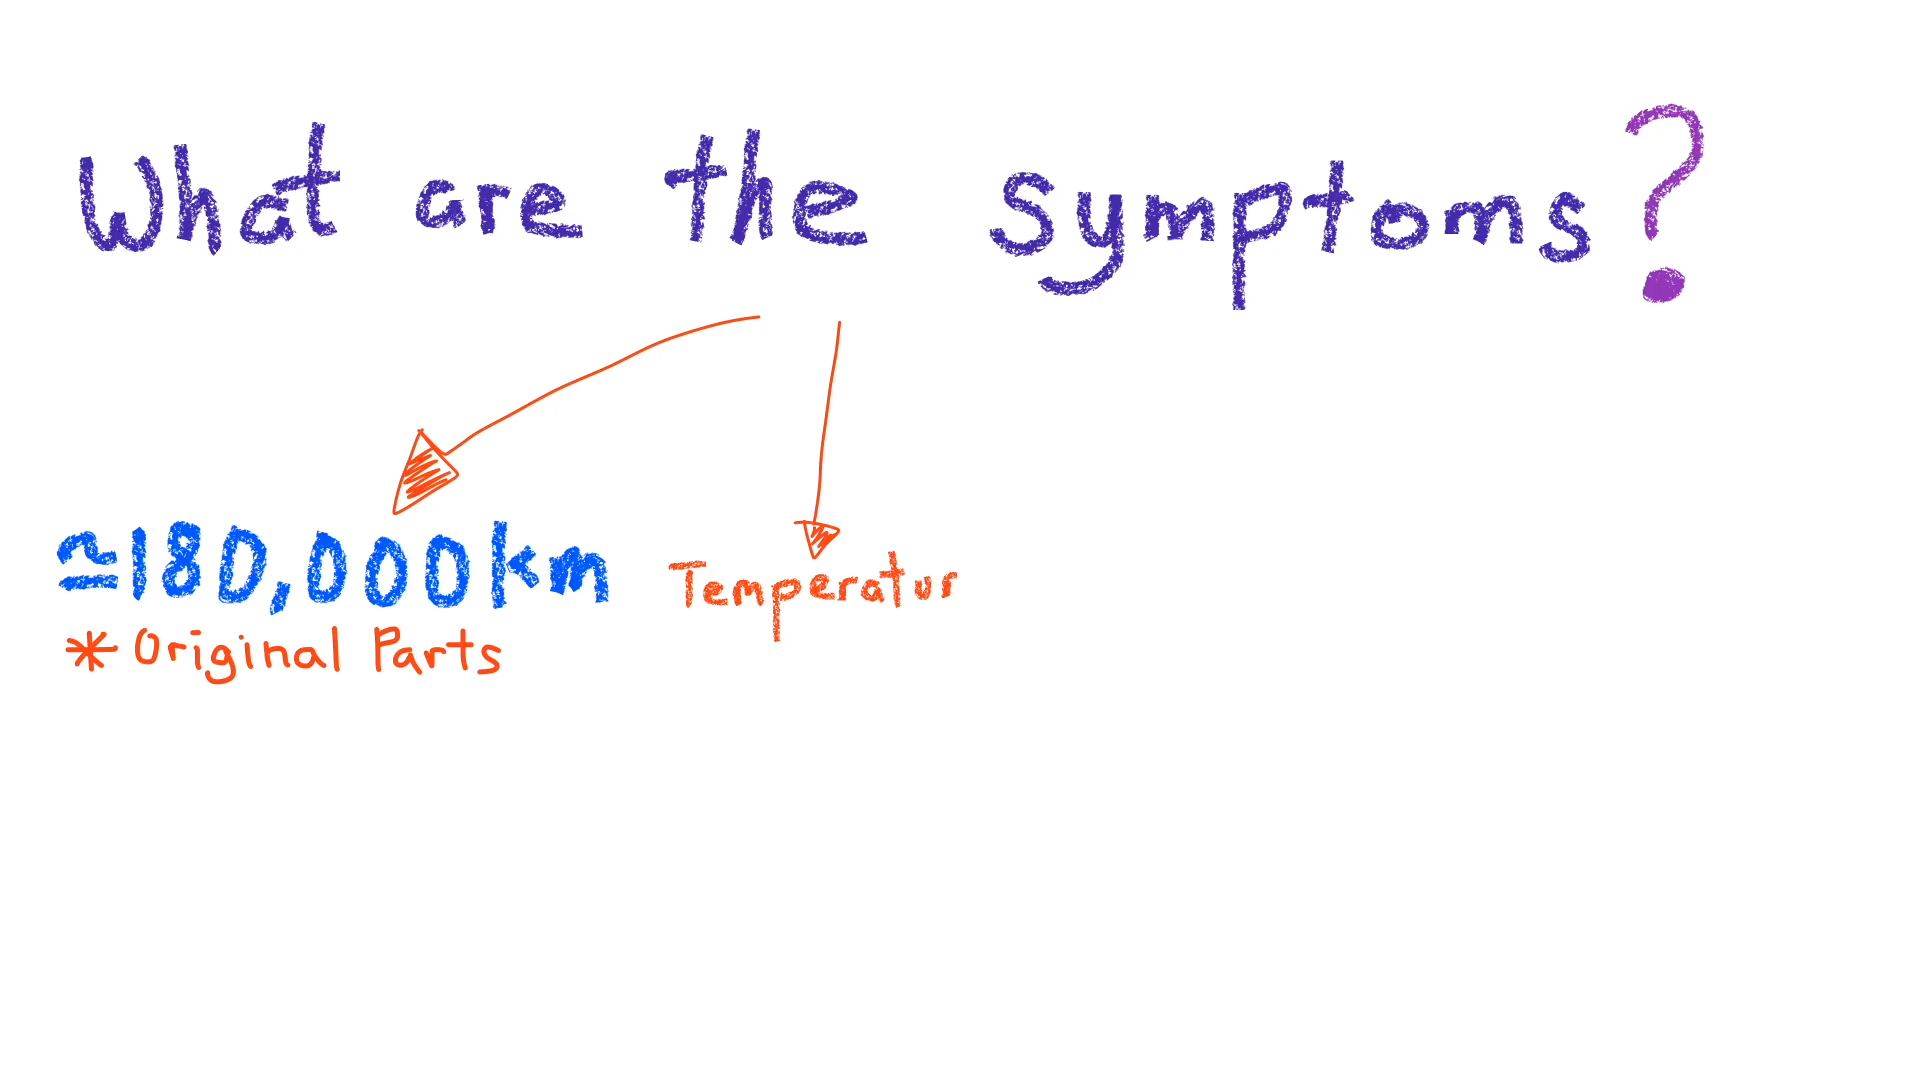 What are the symptoms?
≃180,000km
* Original Parts
Temperatur